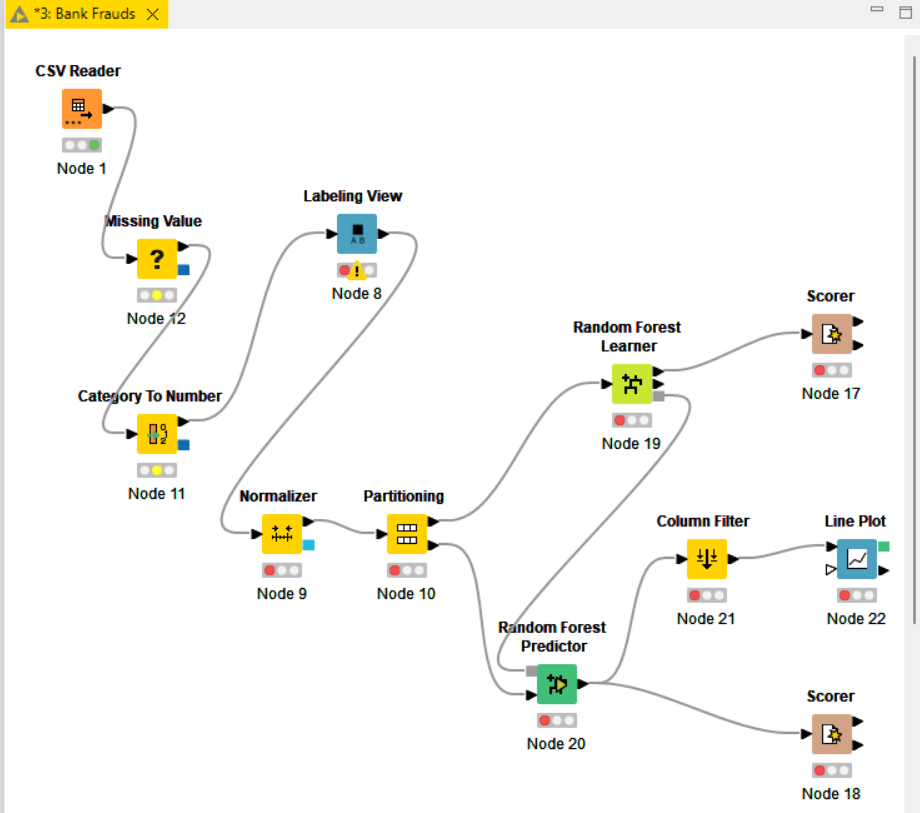 *3: Bank Frauds
CSV Reader
Node 1
Missing Value
?
Node 12
Category To Number
Node 11
Labeling View
A B
!
Node 8
Normalizer
Node 9
Partitioning
Node 10
Random Forest
Learner
Node 19
Scorer
Node 17
Column Filter
Node 21
Line Plot
Node 22
Random Forest
Predictor
Node 20
Scorer
Node 18